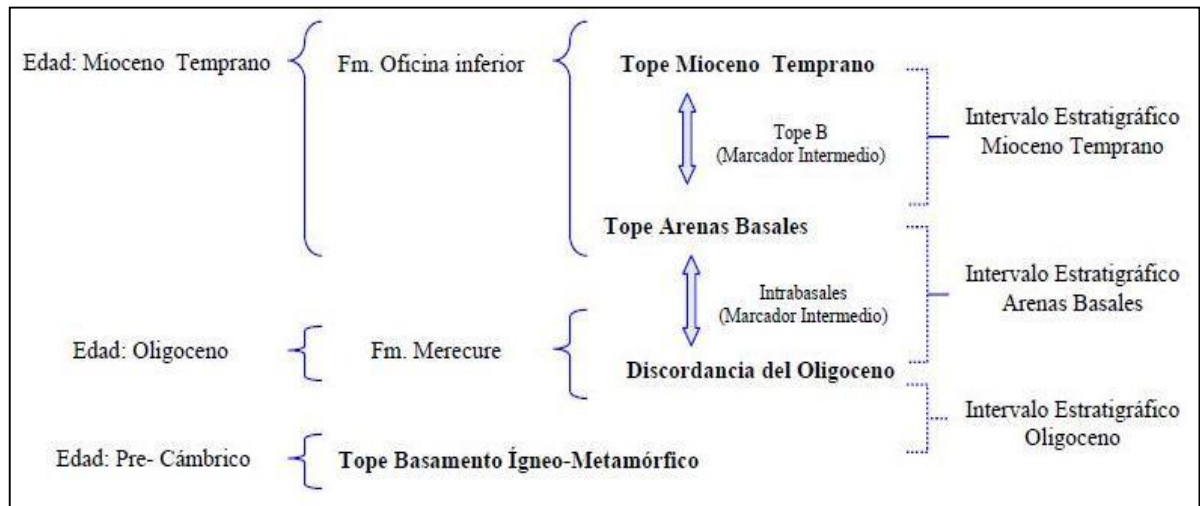 Edad: Mioceno Temprano
Fm. Oficina inferior
Tope Mioceno Temprano
Tope B
(Marcador Intermedio)
Intervalo Estratigráfico
Mioceno Temprano
Tope Arenas Basales
Intrabasales
(Marcador Intermedio)
Intervalo Estratigráfico
Arenas Basales
Edad: Oligoceno
Fm. Merecure
Discordancia del Oligoceno
Intervalo Estratigráfico
Oligoceno
Edad: Pre- Cámbrico
Tope Basamento Ígneo-Metamórfico